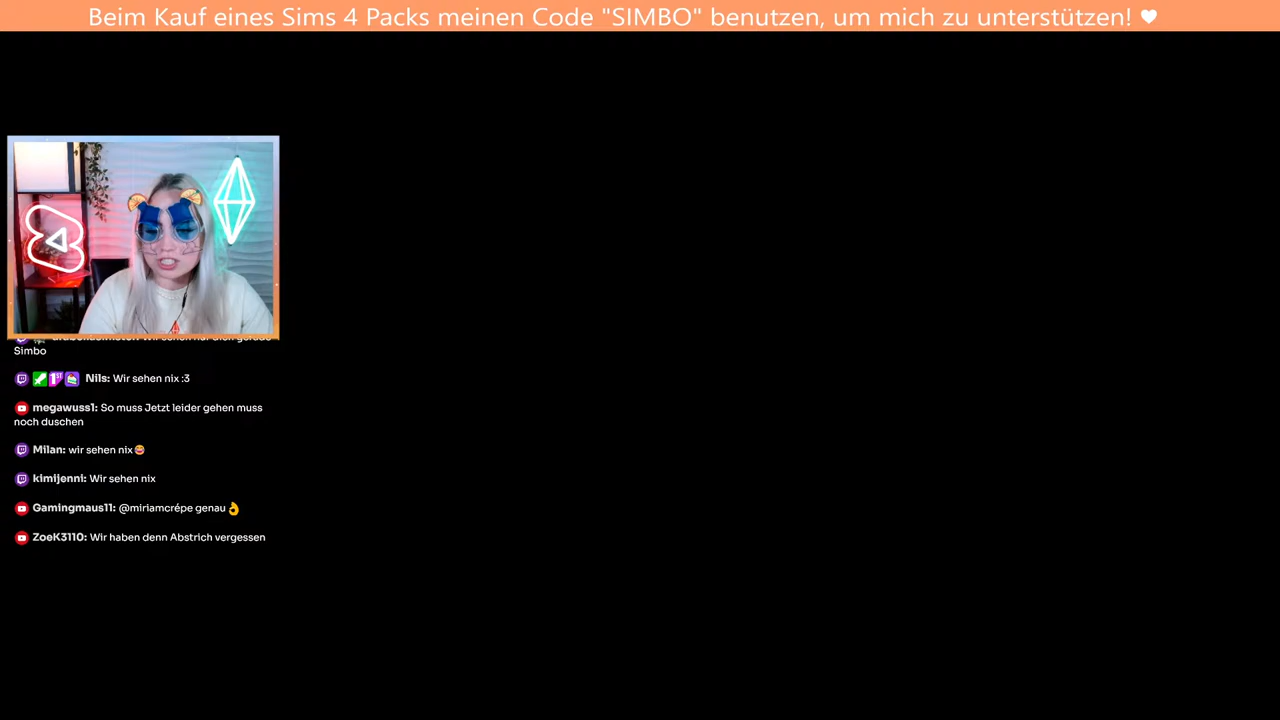 Beim Kauf eines Sims 4 Packs meinen Code "SIMBO" benutzen, um mich zu unterstützen! ♥
Simbo
Nils: Wir sehen nix :3
megawuss1: So muss Jetzt leider gehen muss
noch duschen
Milan: wir sehen nix😂
kimijenni: Wir sehen nix
Gamingmaus11: @miriamcrépe genau👌
ZoeK3110: Wir haben denn Abstrich vergessen